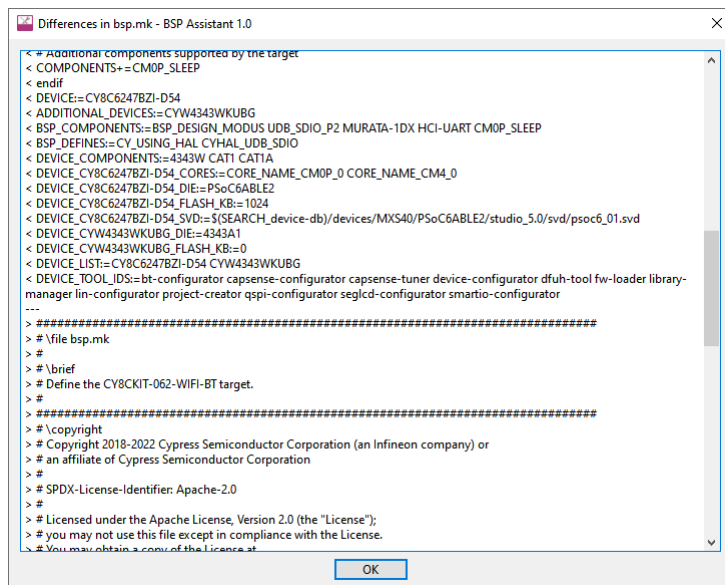 Differences in bsp.mk - BSP Assistant 1.0
< # Additional components supported by the target
< COMPONENTS+=CM0P_SLEEP
< endif
< DEVICE:=CY8C6247BZI-D54
< ADDITIONAL_DEVICES:=CYW4343WKUBG
< BSP_COMPONENTS:=BSP_DESIGN_MODUS UDB_SDIO_P2 MURATA-1DX HCI-UART CM0P_SLEEP
< BSP_DEFINES:=CY_USING_HAL CYHAL_UDB_SDIO
< DEVICE_COMPONENTS:=4343W CAT1 CAT1A
< DEVICE_CY8C6247BZI-D54_CORES:=CORE_NAME_CM0P_0 CORE_NAME_CM4_0
< DEVICE_CY8C6247BZI-D54_DIE:=PSoC6ABLE2
< DEVICE_CY8C6247BZI-D54_FLASH_KB:=1024
< DEVICE_CY8C6247BZI-D54_SVD:=$(SEARCH_device-db)/devices/MXS40/PSoC6ABLE2/studio_5.0/svd/psoc6_01.svd
< DEVICE_CYW4343WKUBG_DIE:=4343A1
< DEVICE_CYW4343WKUBG_FLASH_KB:=0
< DEVICE_LIST:=CY8C6247BZI-D54 CYW4343WKUBG
< DEVICE_TOOL_IDS:=bt-configurator capsense-configurator capsense-tuner device-configurator dfuh-tool fw-loader library-
manager lin-configurator project-creator qspi-configurator seglcd-configurator smartio-configurator
---
> ################################################################################
> # \file bsp.mk
> #
> # \brief
> # Define the CY8CKIT-062-WIFI-BT target.
> #
> ################################################################################
> # \copyright
> # Copyright 2018-2022 Cypress Semiconductor Corporation (an Infineon company) or
> # an affiliate of Cypress Semiconductor Corporation
> #
> # SPDX-License-Identifier: Apache-2.0
> #
> # Licensed under the Apache License, Version 2.0 (the "License");
> # you may not use this file except in compliance with the License.
> # You may obtain a copy of the License at
OK